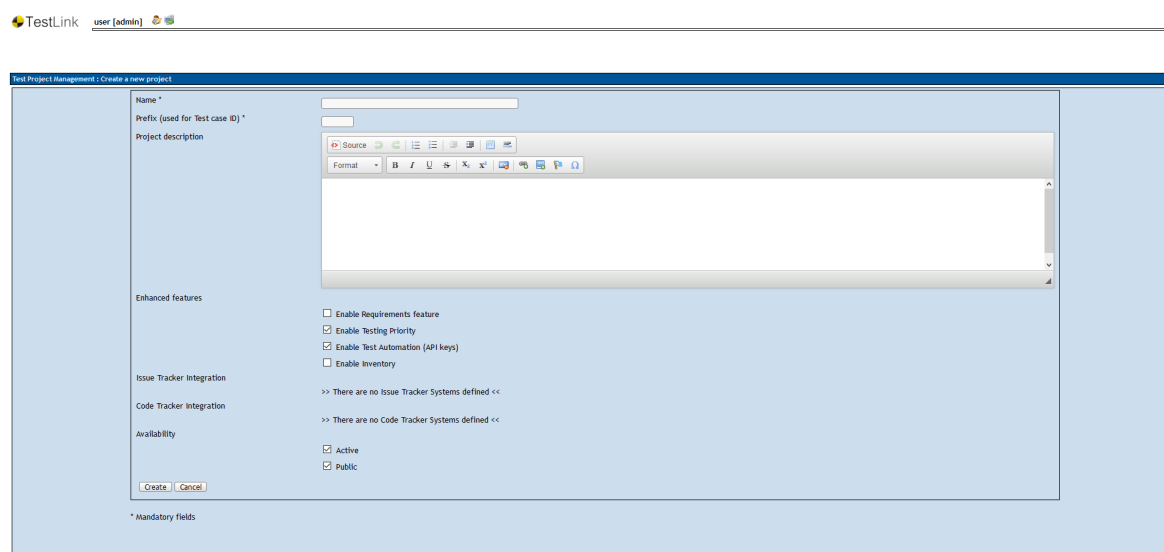 TestLink user [admin]
Test Project Management : Create a new project
Name *
Prefix (used for Test case ID) *
Project description
Source
Format B I U S X₂ x² Ω
Enhanced features
Enable Requirements feature
Enable Testing Priority
Enable Test Automation (API keys)
Enable Inventory
Issue Tracker Integration
>> There are no Issue Tracker Systems defined <<
Code Tracker Integration
>> There are no Code Tracker Systems defined <<
Availability
Active
Public
Create Cancel
* Mandatory fields